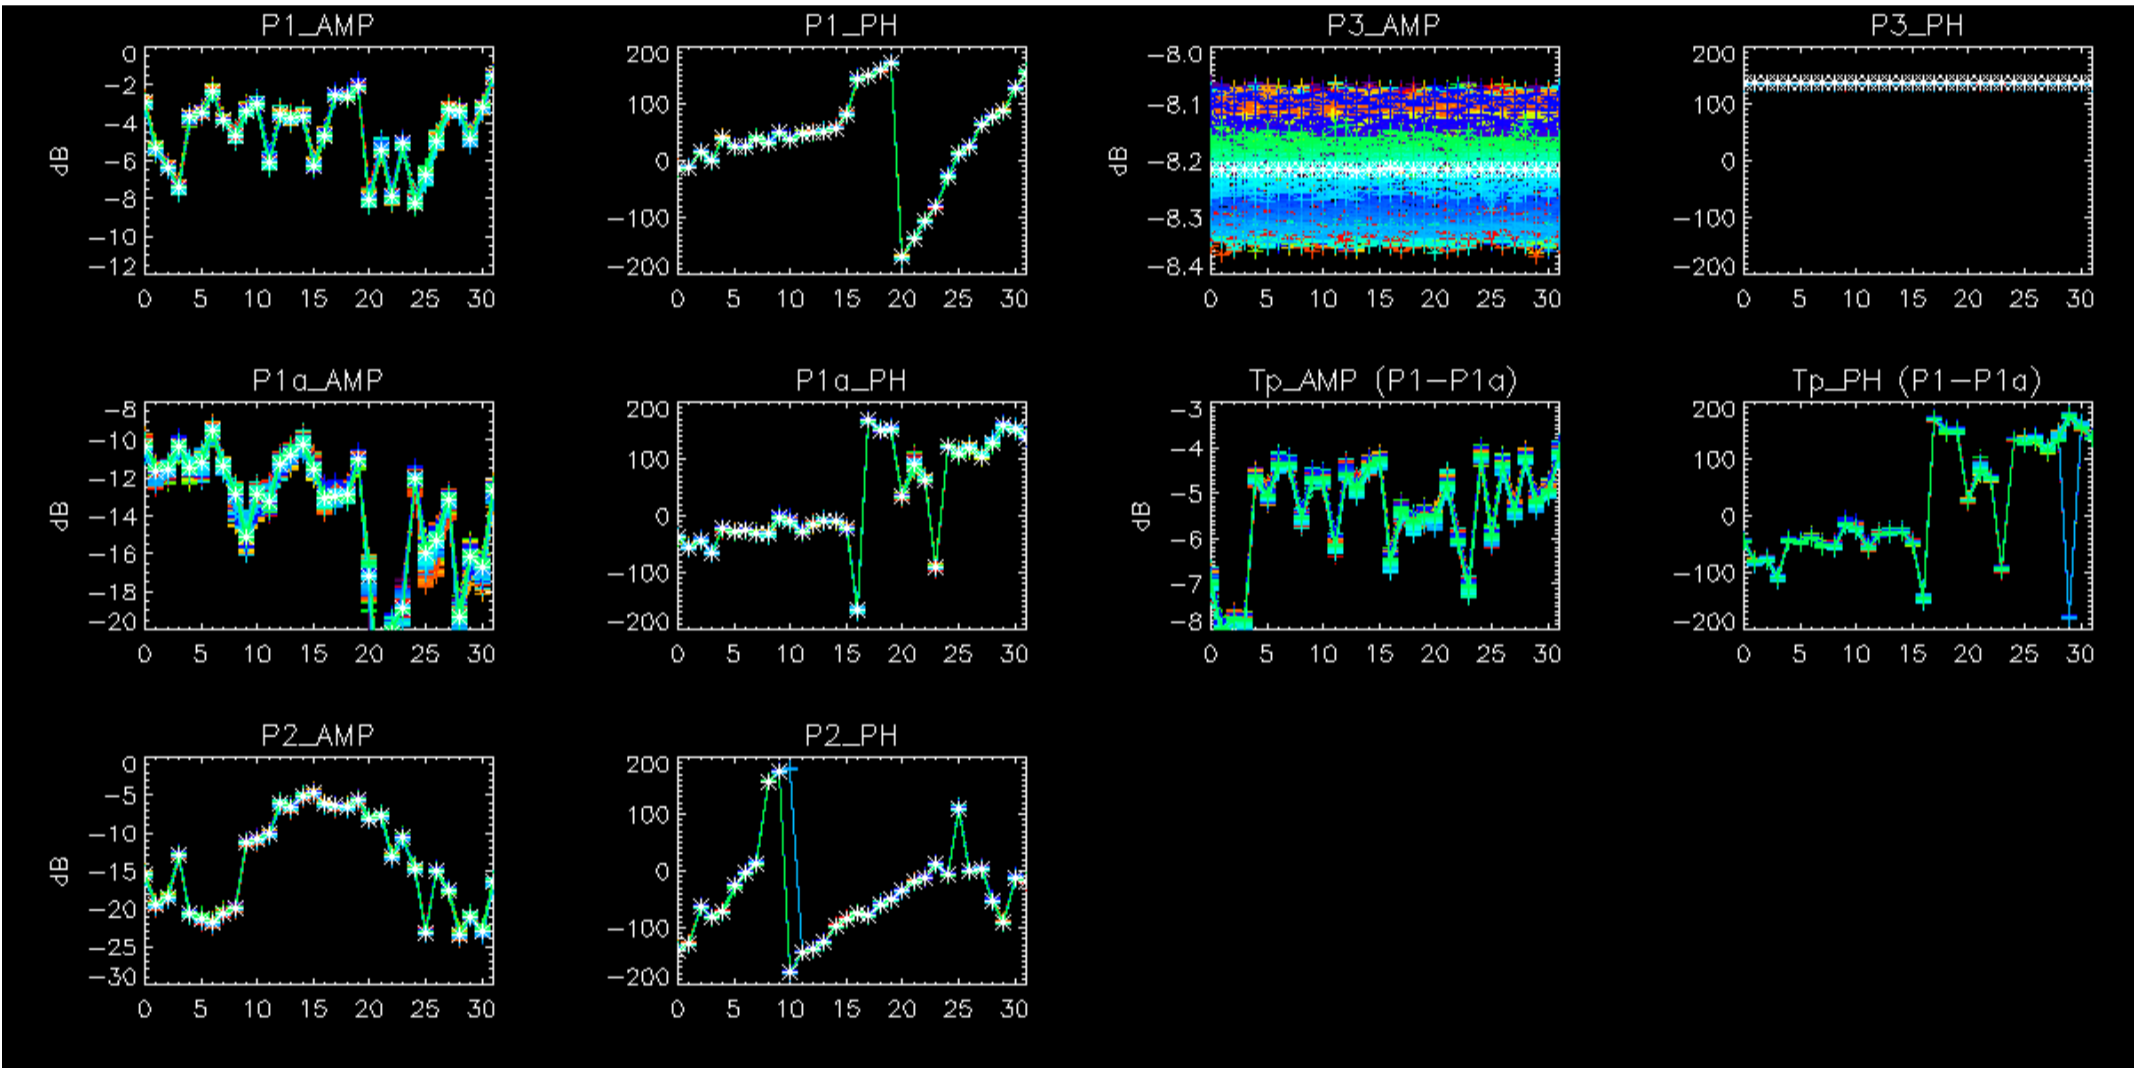 P1_AMP P1_PH P3_AMP P3_PH
0 200 -8.0 200
-2 100 -8.1 100
-4 0 -8.2 0
-6 -100 -8.3 -100
-8 -200 -8.4 -200
-10
-12
dB dB
0 5 10 15 20 25 30 0 5 10 15 20 25 30 0 5 10 15 20 25 30 0 5 10 15 20 25 30
P1a_AMP P1a_PH Tp_AMP (P1-P1a) Tp_PH (P1-P1a)
-8 200 -3 200
-10 100 -4 100
-12 0 -5 0
-14 -100 -6 -100
-16 -200 -7 -200
-18 -8
-20
dB dB
0 5 10 15 20 25 30 0 5 10 15 20 25 30 0 5 10 15 20 25 30 0 5 10 15 20 25 30
P2_AMP P2_PH
0 200
-5 100
-10 0
-15 -100
-20 -200
-25
-30
dB
0 5 10 15 20 25 30 0 5 10 15 20 25 30